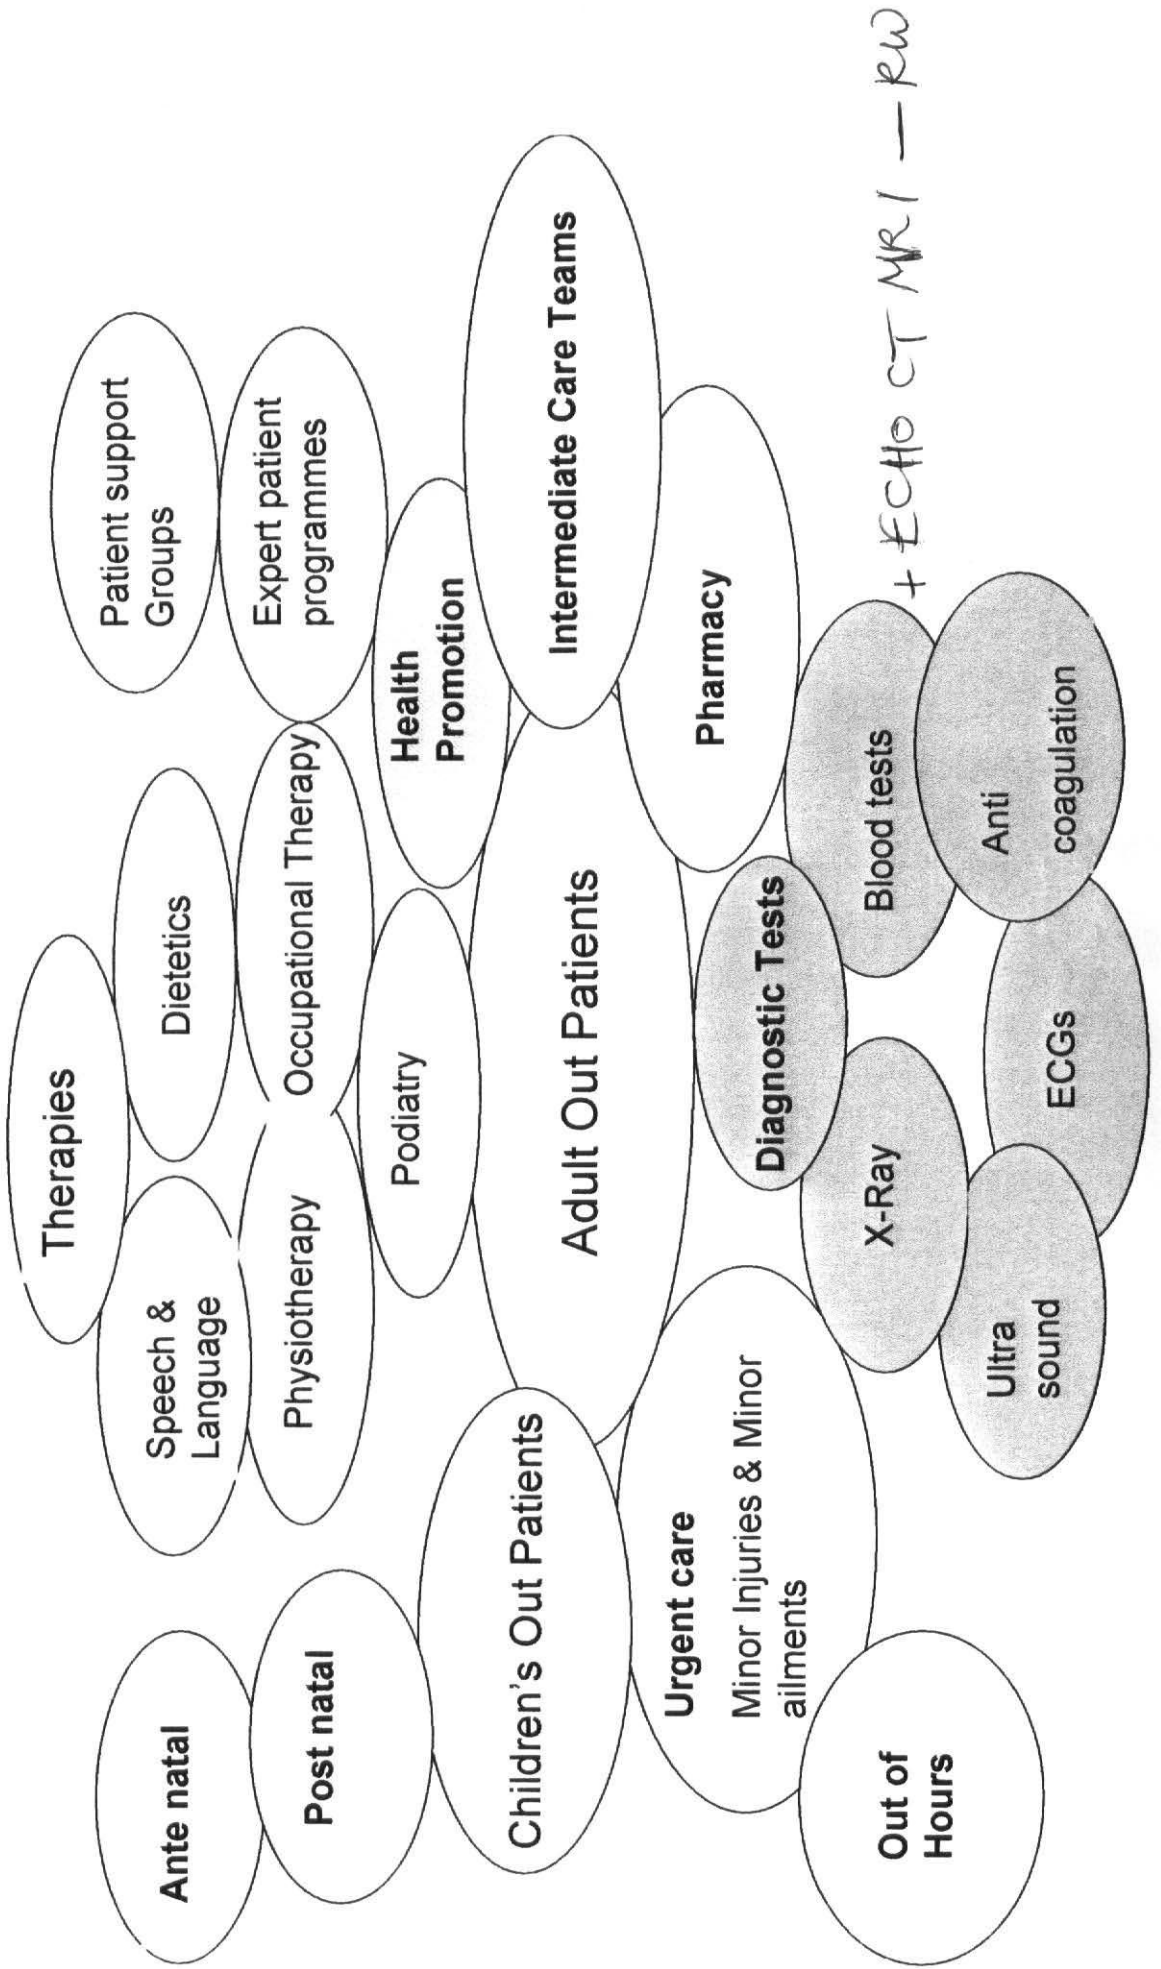 Therapies
Speech &
Language
Dietetics
Patient support
Groups
Ante natal
Post natal
Physiotherapy
Occupational Therapy
Expert patient
programmes
Podiatry
Health
Promotion
Children's Out Patients
Adult Out Patients
Intermediate Care Teams
Urgent care
Minor Injuries & Minor
ailments
Diagnostic Tests
Pharmacy
Out of
Hours
X-Ray
Blood tests
+ ECHO CT MRI — RW
Ultra
sound
ECGs
Anti
coagulation